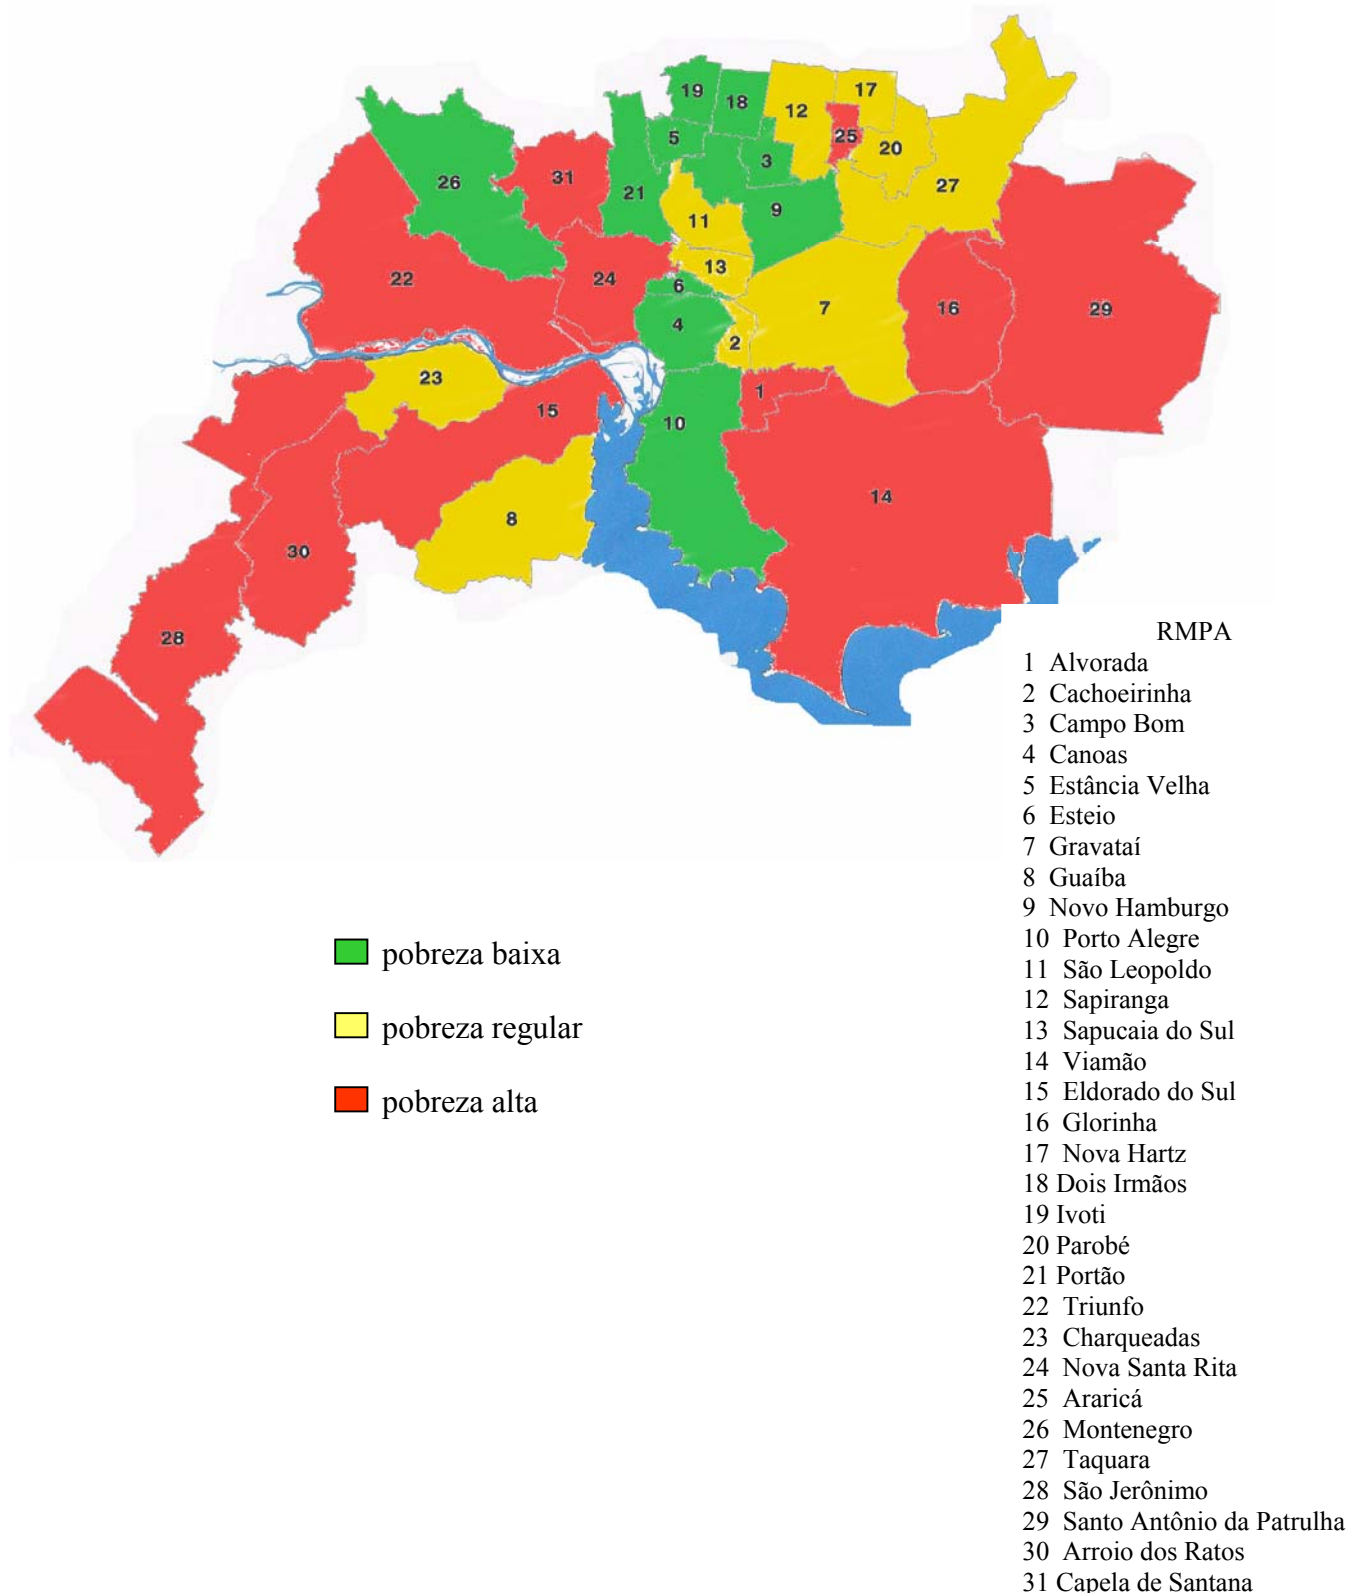 19
18
12
17
5
25
20
3
26
31
21
27
9
11
13
22
24
6
7
16
29
4
2
23
1
15
10
14
8
30
28
RMPA
1 Alvorada
2 Cachoeirinha
3 Campo Bom
4 Canoas
5 Estância Velha
6 Esteio
7 Gravataí
8 Guaíba
9 Novo Hamburgo
10 Porto Alegre
11 São Leopoldo
12 Sapiranga
13 Sapucaia do Sul
14 Viamão
15 Eldorado do Sul
16 Glorinha
17 Nova Hartz
18 Dois Irmãos
19 Ivoti
20 Parobé
21 Portão
22 Triunfo
23 Charqueadas
24 Nova Santa Rita
25 Araricá
26 Montenegro
27 Taquara
28 São Jerônimo
29 Santo Antônio da Patrulha
30 Arroio dos Ratos
31 Capela de Santana
pobreza baixa
pobreza regular
pobreza alta